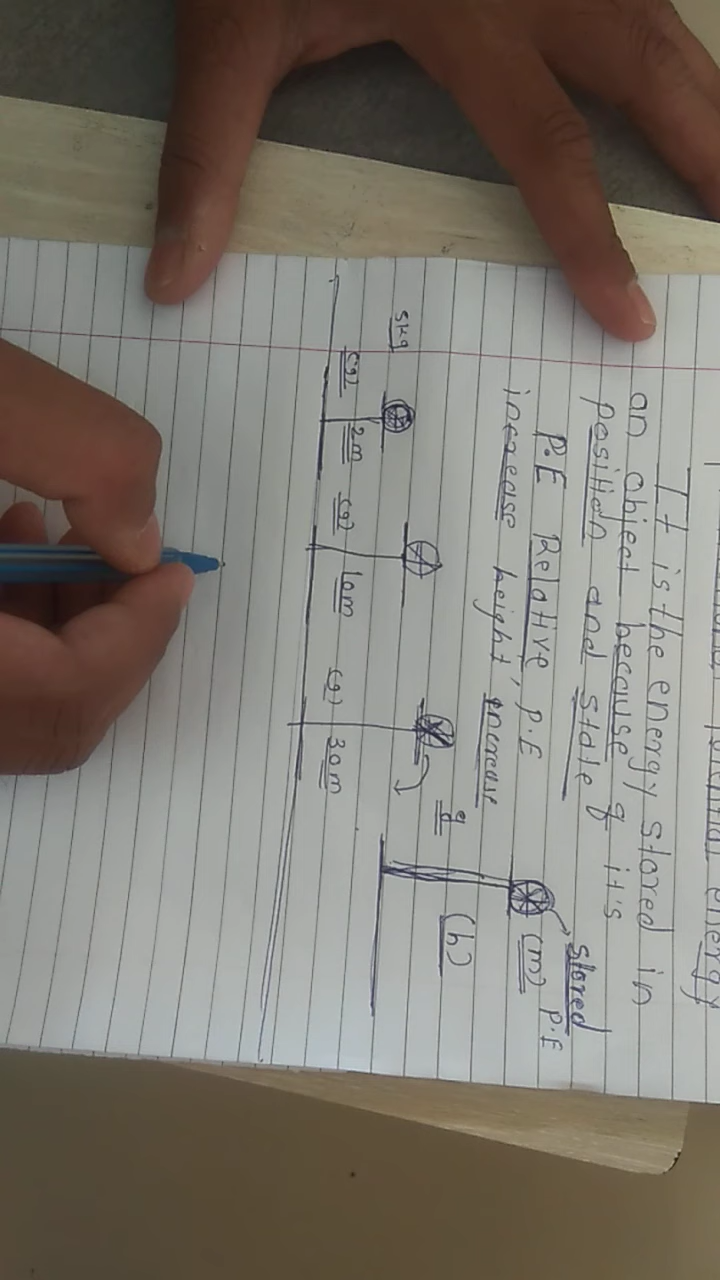 potential energy
It is the energy stored in
an object because of it's
position and state
P.E Relative, P.E
increase height increase
Stored
P.E
(m)
(h)
g
5kg
(g) 2m (g) 10m (g) 30m